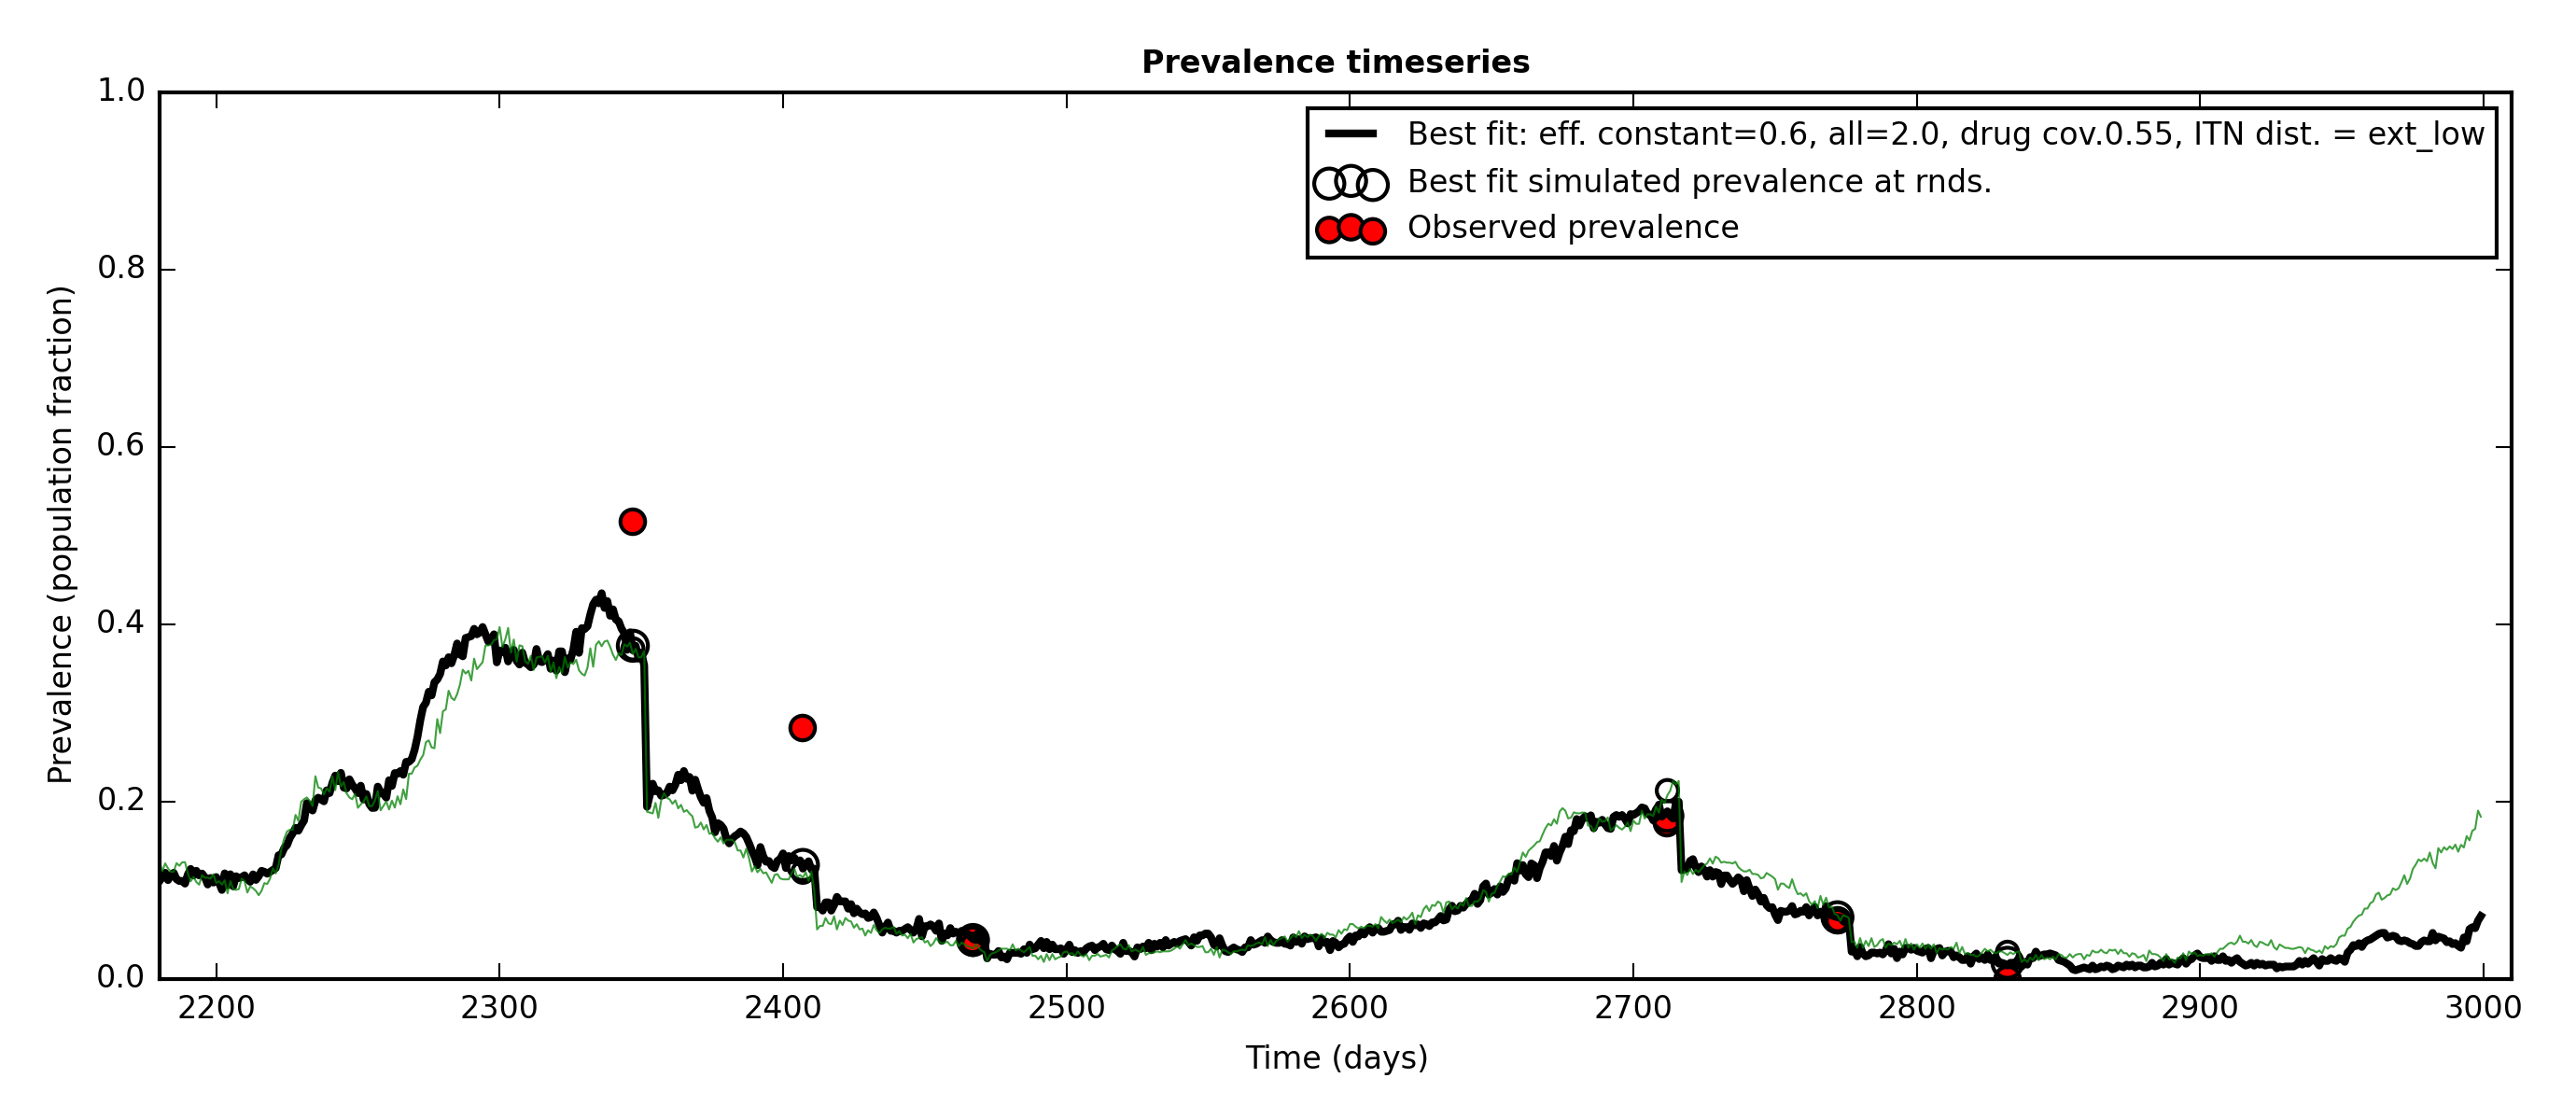 Prevalence timeseries
Best fit: eff. constant=0.6, all=2.0, drug cov.0.55, ITN dist. = ext_low
Best fit simulated prevalence at rnds.
Observed prevalence
Prevalence (population fraction)
1.0
0.8
0.6
0.4
0.2
0.0
2200 2300 2400 2500 2600 2700 2800 2900 3000
Time (days)